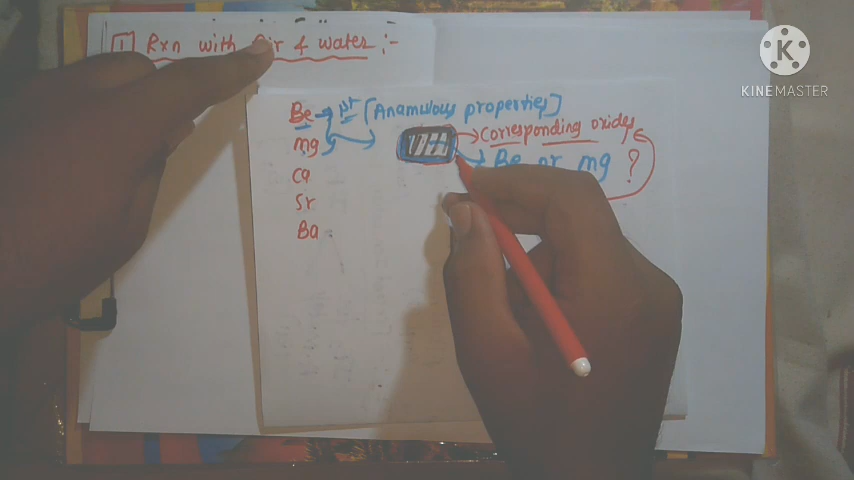 1 Rxn with Air & water :-
Be → 1st [Anamulous properties]
mg
Ca
Sr
Ba
→ Corresponding oxides
→ Be or mg ?
KINEMASTER